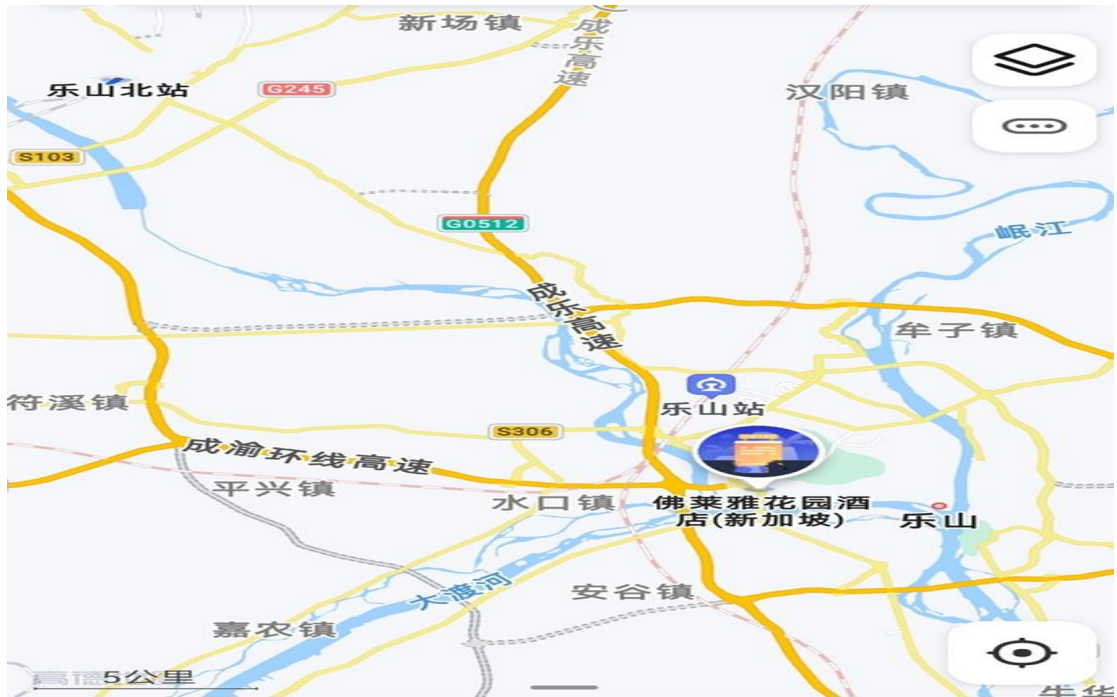 新场镇
成乐高速
乐山北站
G245
汉阳镇
S103
G0512
岷江
成乐高速
牟子镇
符溪镇
乐山站
S306
成渝环线高速
平兴镇
水口镇
佛莱雅花园酒
店(新加坡)
乐山
大渡河
安谷镇
嘉农镇
高德
5公里
牛华